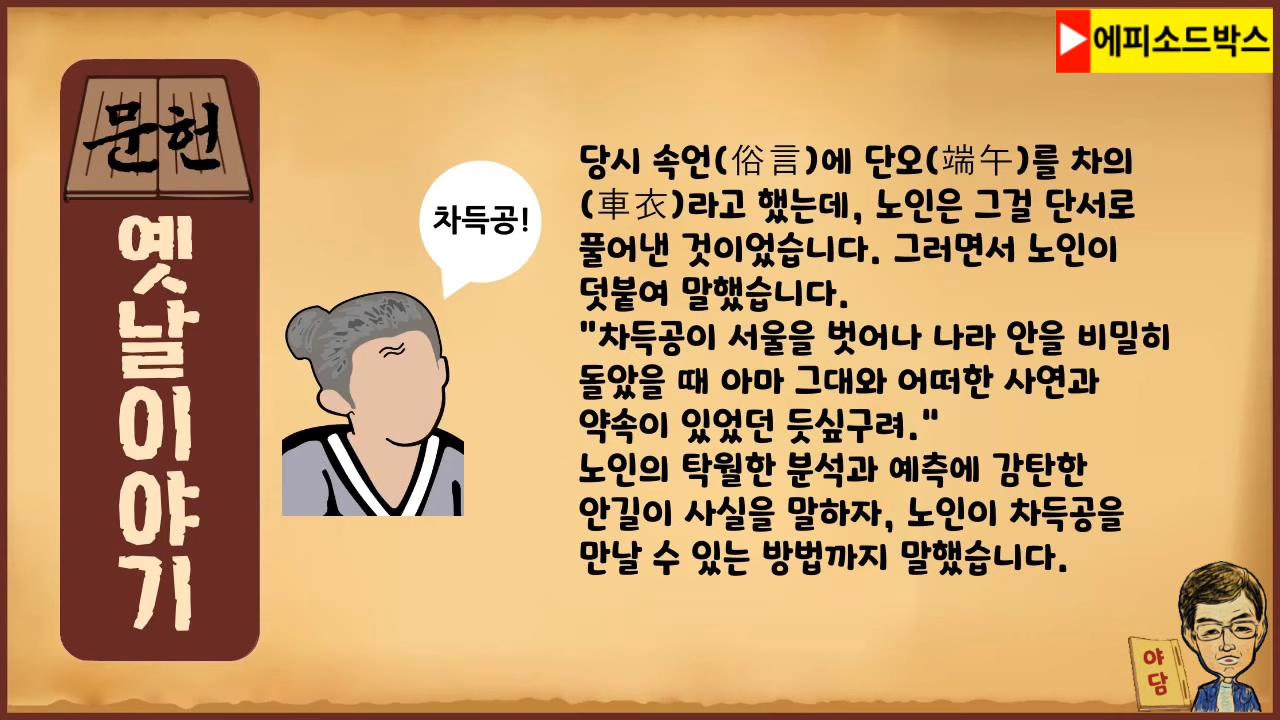 에피소드박스
문헌
옛날이야기
차득공!
당시 속언(俗言)에 단오(端午)를 차의
(車衣)라고 했는데, 노인은 그걸 단서로
풀어낸 것이었습니다. 그러면서 노인이
덧붙여 말했습니다.
"차득공이 서울을 벗어나 나라 안을 비밀히
돌았을 때 아마 그대와 어떠한 사연과
약속이 있었던 듯싶구려."
노인의 탁월한 분석과 예측에 감탄한
안길이 사실을 말하자, 노인이 차득공을
만날 수 있는 방법까지 말했습니다.
야
담